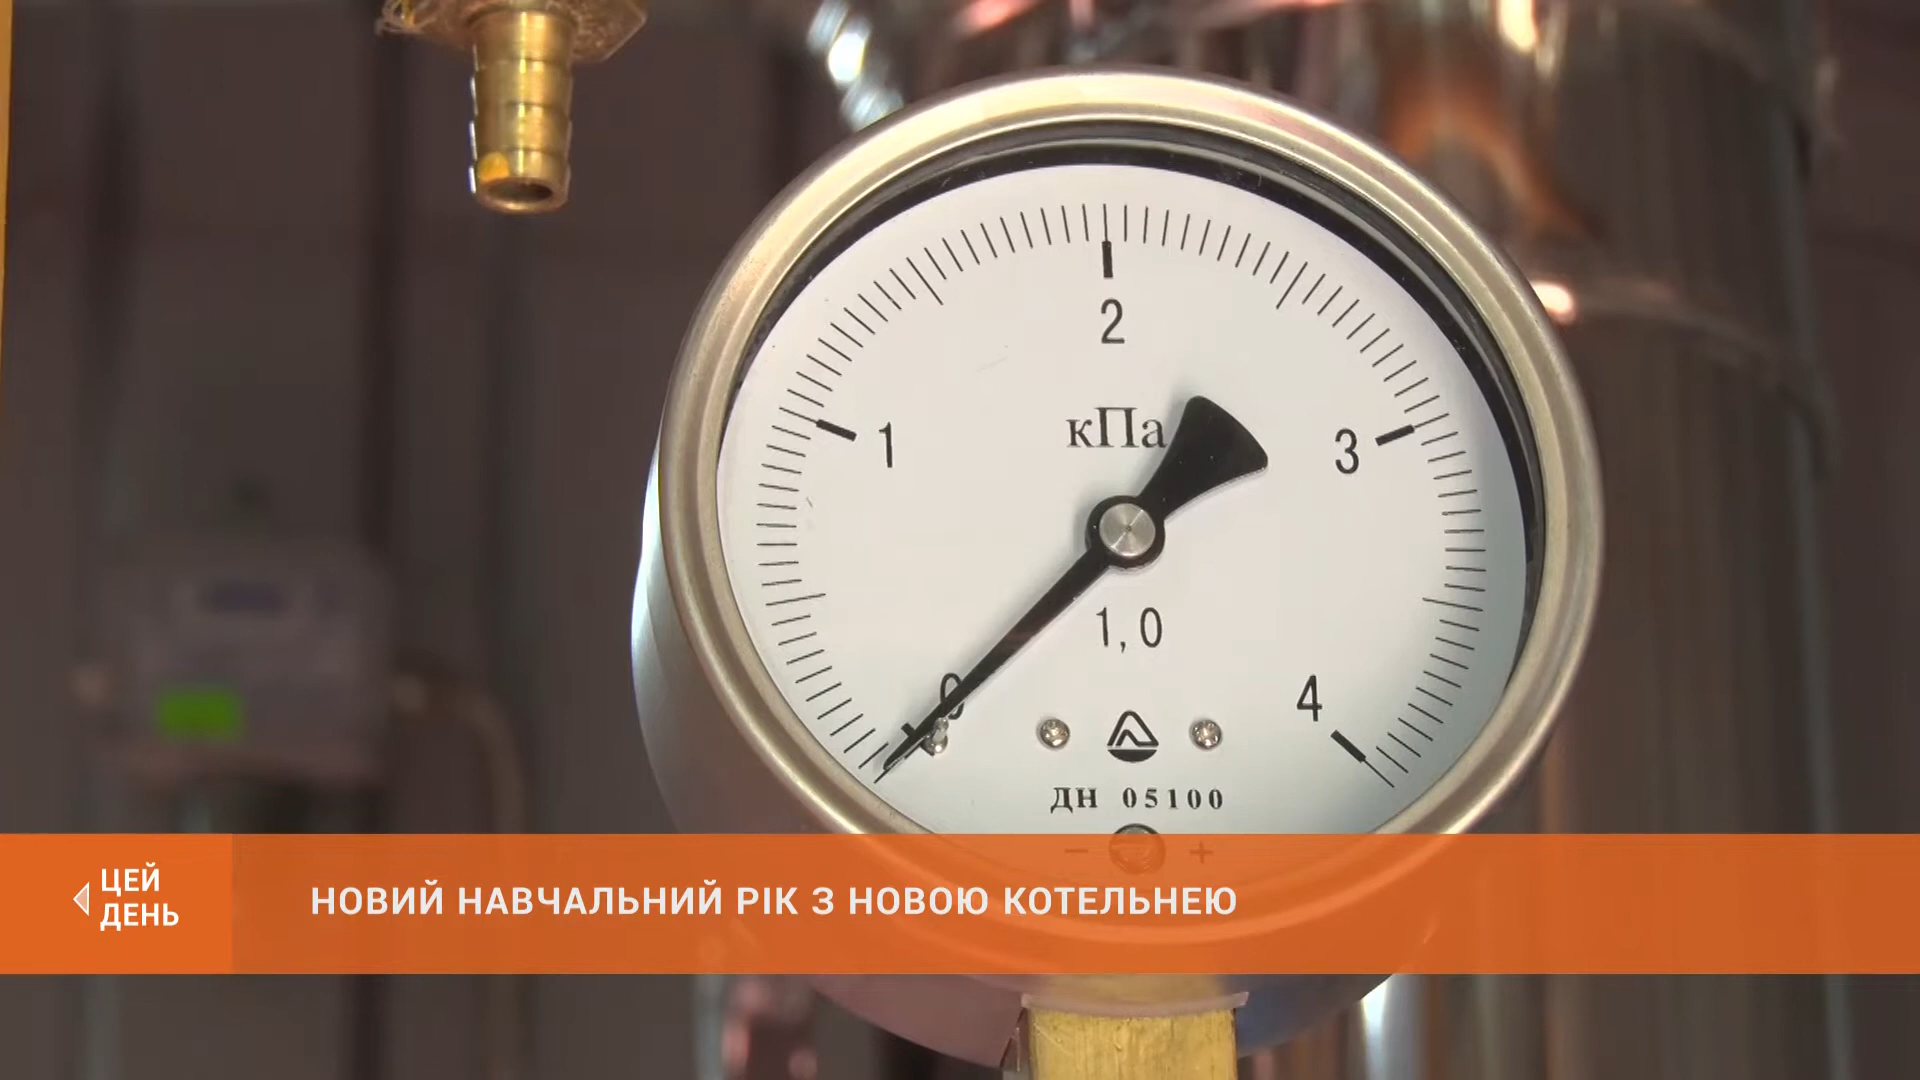 2
кПа
1
3
1,0
0
4
ДН 05100
- +
ЦЕЙ
ДЕНЬ
НОВИЙ НАВЧАЛЬНИЙ РІК З НОВОЮ КОТЕЛЬНЕЮ